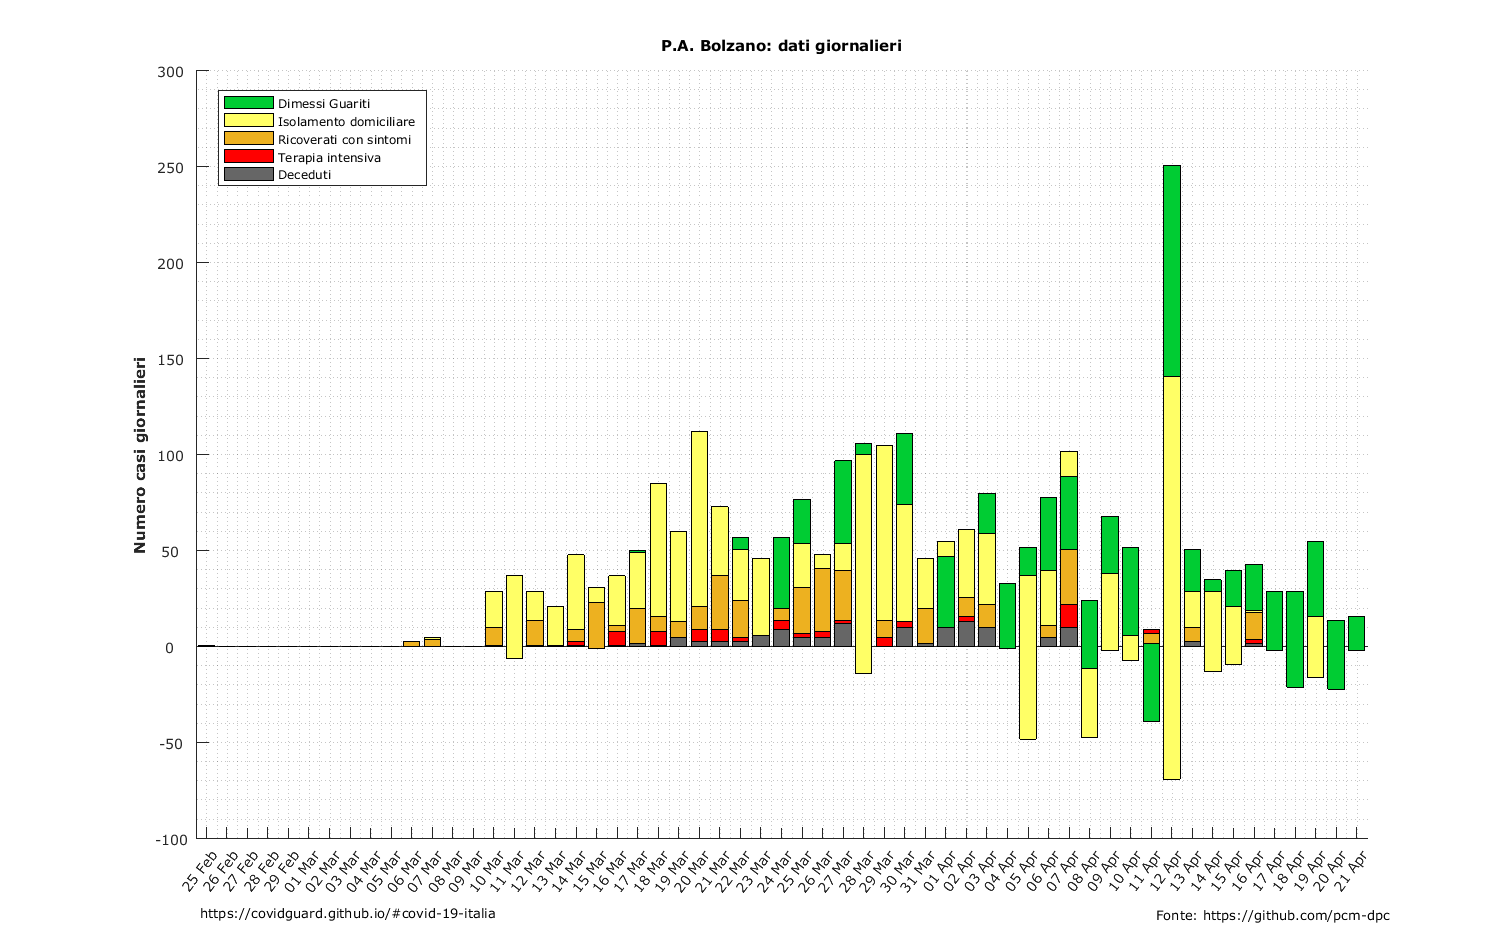 P.A. Bolzano: dati giornalieri
300
250
200
150
100
50
0
-50
-100
Numero casi giornalieri
Dimessi Guariti
Isolamento domiciliare
Ricoverati con sintomi
Terapia intensiva
Deceduti
25 Feb
26 Feb
27 Feb
28 Feb
29 Feb
01 Mar
02 Mar
03 Mar
04 Mar
05 Mar
06 Mar
07 Mar
08 Mar
09 Mar
10 Mar
11 Mar
12 Mar
13 Mar
14 Mar
15 Mar
16 Mar
17 Mar
18 Mar
19 Mar
20 Mar
21 Mar
22 Mar
23 Mar
24 Mar
25 Mar
26 Mar
27 Mar
28 Mar
29 Mar
30 Mar
31 Mar
01 Apr
02 Apr
03 Apr
04 Apr
05 Apr
06 Apr
07 Apr
08 Apr
09 Apr
10 Apr
11 Apr
12 Apr
13 Apr
14 Apr
15 Apr
16 Apr
17 Apr
18 Apr
19 Apr
20 Apr
21 Apr
https://covidguard.github.io/#covid-19-italia
Fonte: https://github.com/pcm-dpc